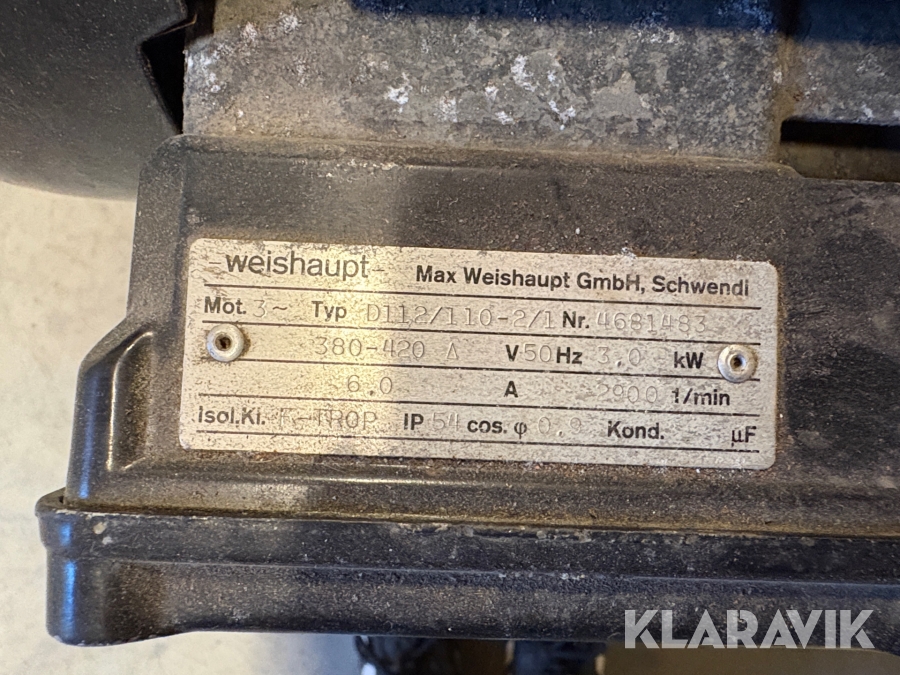 -weishaupt- Max Weishaupt GmbH, Schwendi
Mot. 3~ Typ D112/110-2/1 Nr. 4681483
380-420 Δ V 50 Hz 3,0 kW
6.0 A 2900 1/min
Isol.Kl. F-TROP IP 54 cos. φ 0.9 Kond. μF
KLARAVIK